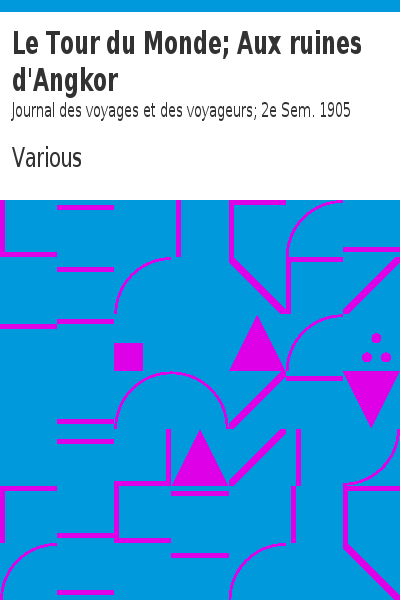 Le Tour du Monde; Aux ruines
d'Angkor
Journal des voyages et des voyageurs; 2e Sem. 1905
Various